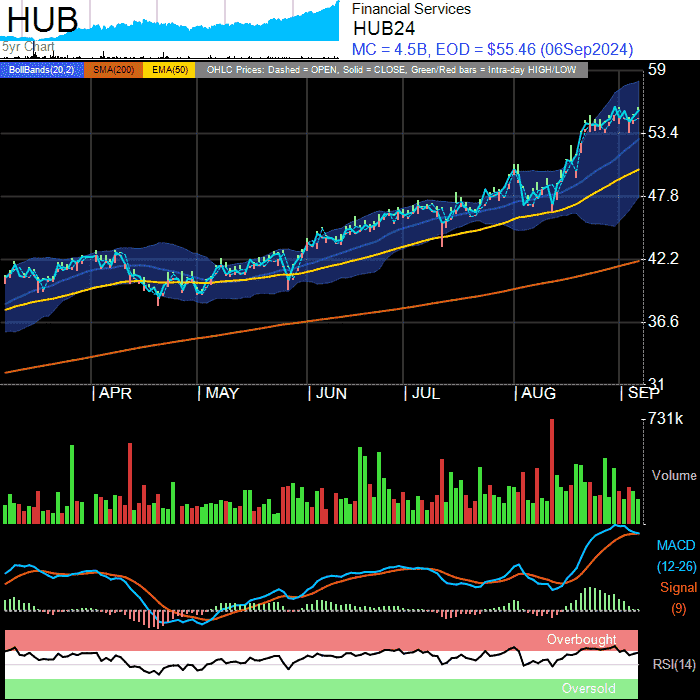 HUB
5yr Chart
Financial Services
HUB24
MC = 4.5B, EOD = $55.46 (06Sep2024)
BollBands(20,2) SMA(200) EMA(50) OHLC Prices: Dashed = OPEN, Solid = CLOSE, Green/Red bars = Intra-day HIGH/LOW
59
53.4
47.8
42.2
36.6
31
APR MAY JUN JUL AUG SEP
731k
Volume
MACD
(12-26)
Signal
(9)
Overbought
RSI(14)
Oversold